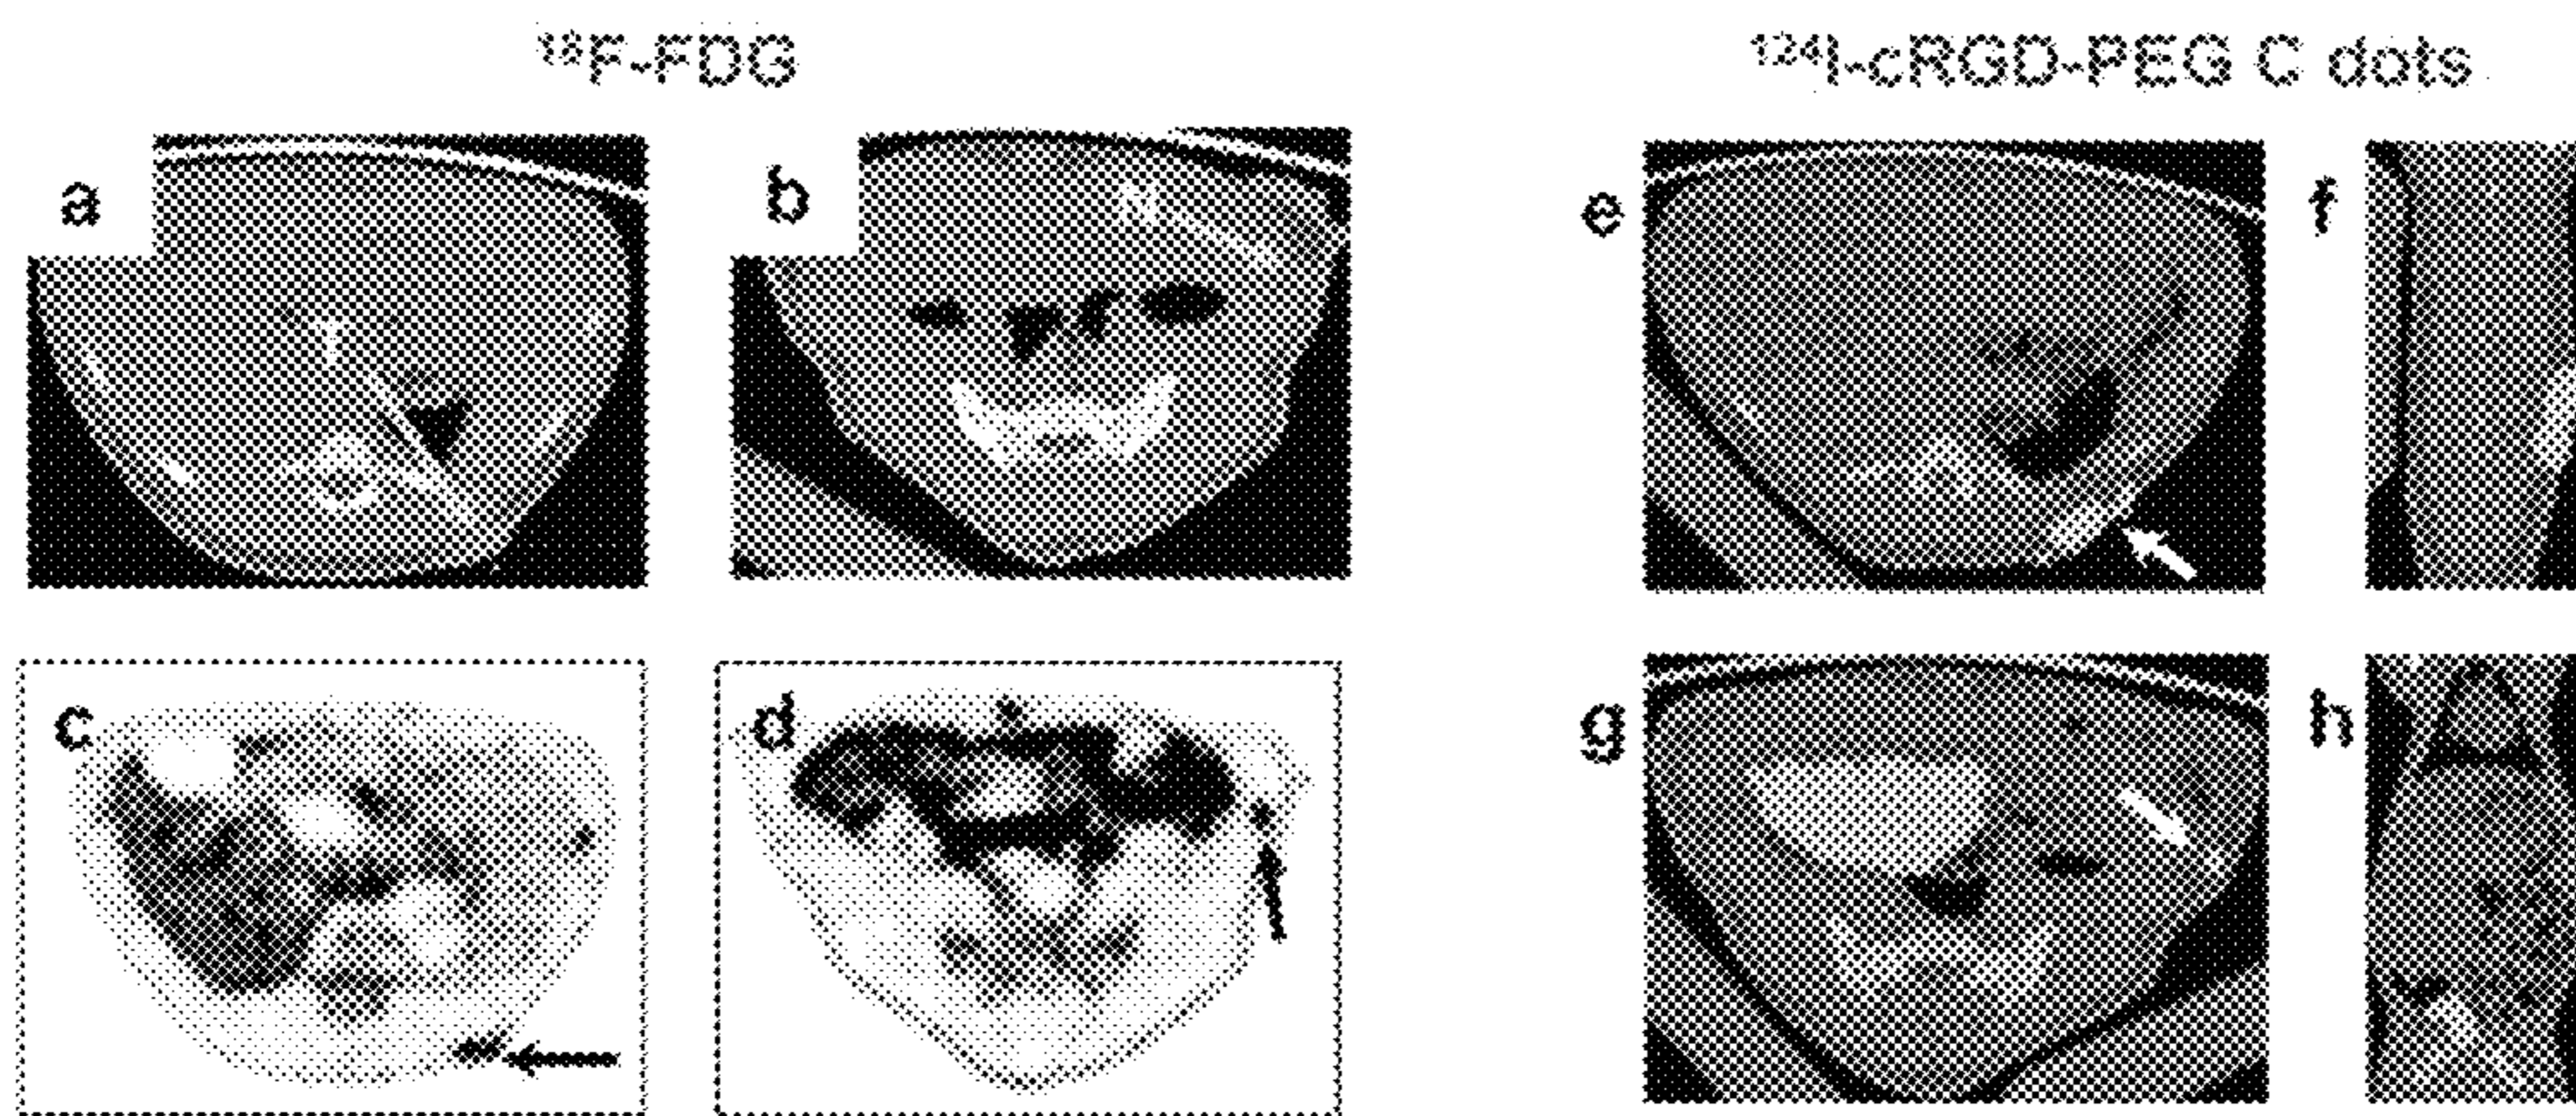 ¹⁸F-FDG
¹²⁴I-cRGD-PEG C dots
a
b
e
f
c
d
g
h